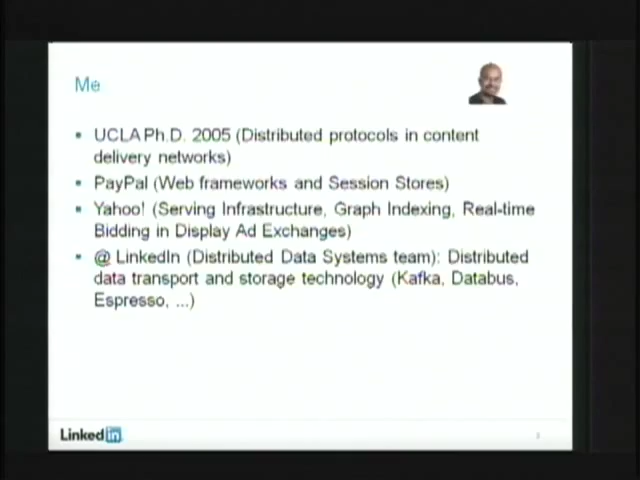 Me
UCLA Ph.D. 2005 (Distributed protocols in content
delivery networks)
PayPal (Web frameworks and Session Stores)
Yahoo! (Serving Infrastructure, Graph Indexing, Real-time
Bidding in Display Ad Exchanges)
@ LinkedIn (Distributed Data Systems team): Distributed
data transport and storage technology (Kafka, Databus,
Espresso, ...)
Linked in